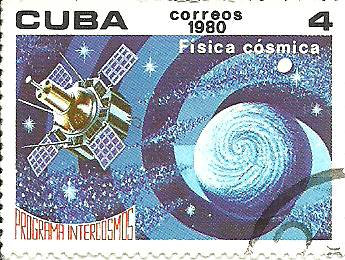 CUBA correos 4
1980
Física cósmica
PROGRAMA INTERCOSMOS